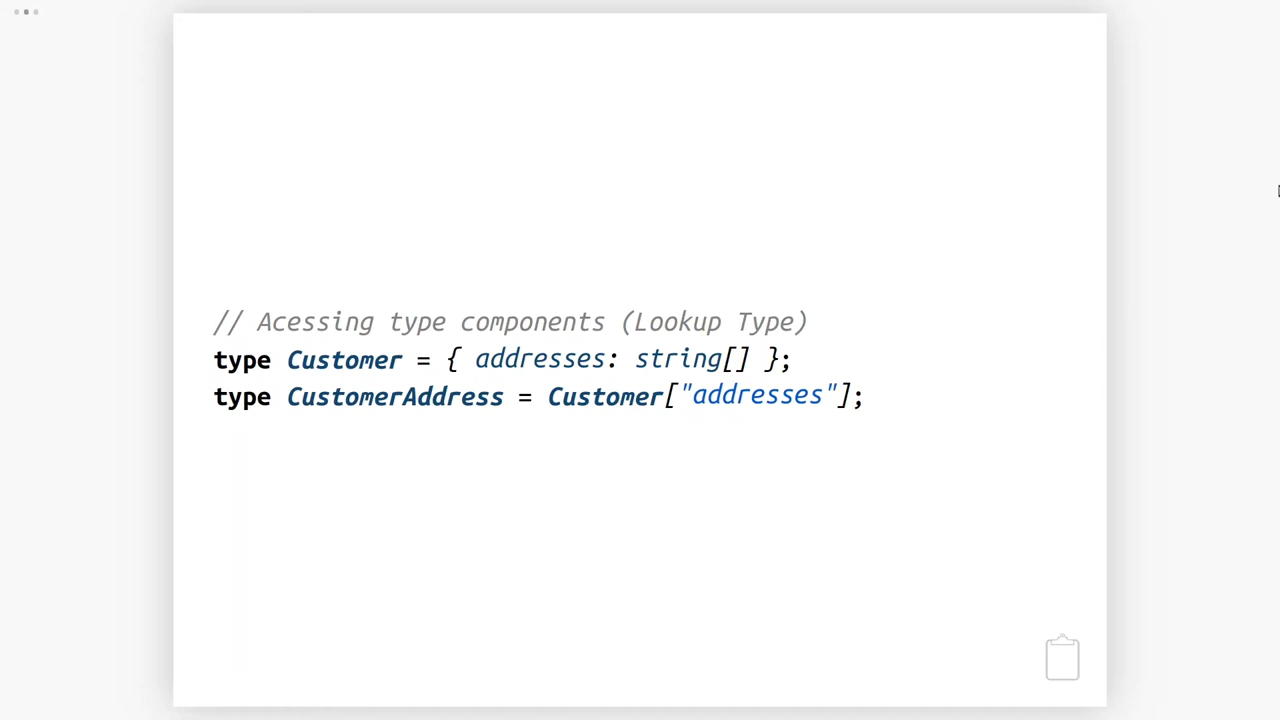 // Acessing type components (Lookup Type)
type Customer = { addresses: string[] };
type CustomerAddress = Customer["addresses"];